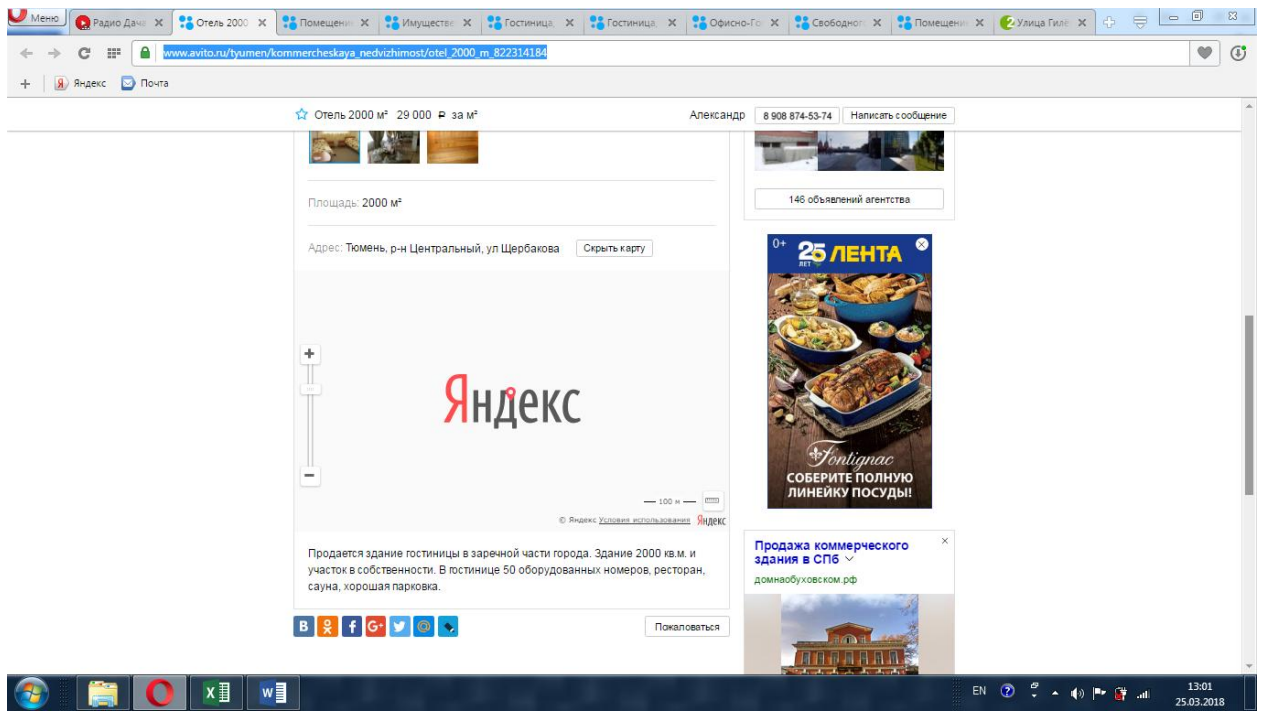 Меню
Радио Дача
Отель 2000
Помещени
Имуществе
Гостиница,
Гостиница,
Офисно-Го
Свободног
Помещени
Улица Гиле
www.avito.ru/tyumen/kommercheskaya_nedvizhimost/otel_2000_m_822314184
Яндекс
Почта
Отель 2000 м² 29 000 ₽ за м²
Александр
8 908 874-53-74
Написать сообщение
Площадь: 2000 м²
146 объявлений агентства
Адрес: Тюмень, р-н Центральный, ул Щербакова
Скрыть карту
0+
25 ЛЕТ ЛЕНТА
Яндекс
Fontignac
СОБЕРИТЕ ПОЛНУЮ
ЛИНЕЙКУ ПОСУДЫ!
100 м
© Яндекс Условия использования Яндекс
Продается здание гостиницы в заречной части города. Здание 2000 кв.м. и
участок в собственности. В гостинице 50 оборудованных номеров, ресторан,
сауна, хорошая парковка.
Продажа коммерческого
здания в СПб
домнаобуховском.рф
Пожаловаться
EN
13:01
25.03.2018